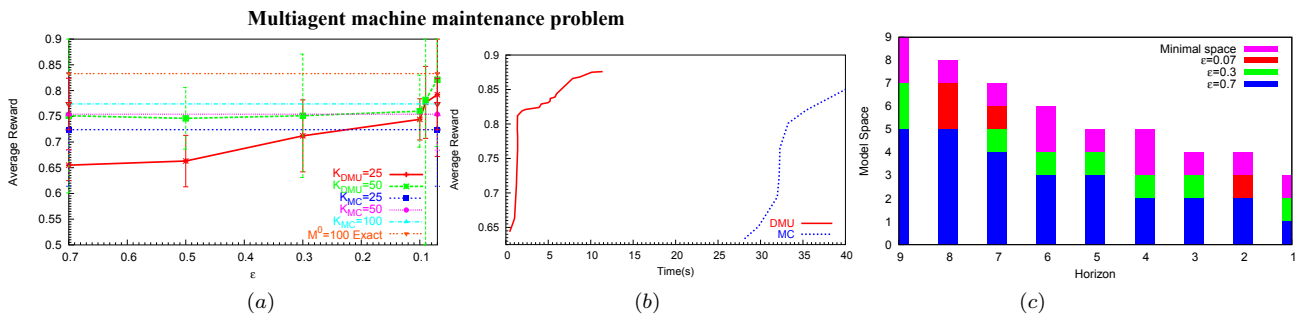 Multiagent machine maintenance problem
Average Reward
0.9
0.85
0.8
0.75
0.7
0.65
0.6
0.55
0.5
0.7
0.6
0.5
0.4
0.3
0.2
0.1
ε
K_DMU=25
K_DMU=50
K_MC=25
K_MC=50
K_MC=100
M^0=100 Exact
(a)
Average Reward
0.9
0.85
0.8
0.75
0.7
0.65
0
5
10
15
20
25
30
35
40
Time(s)
DMU
MC
(b)
Model Space
9
8
7
6
5
4
3
2
1
0
9
8
7
6
5
4
3
2
1
Horizon
Minimal space
ε=0.07
ε=0.3
ε=0.7
(c)